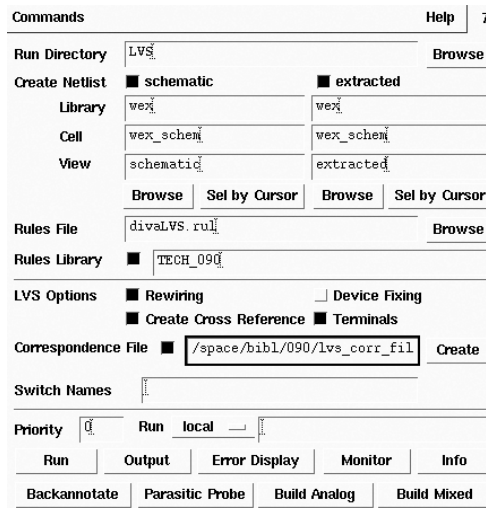 Commands Help 7
Run Directory LVS Browse
Create Netlist schematic extracted
Library wex wex
Cell wex_schem wex_schem
View schematic extracted
Browse Sel by Cursor Browse Sel by Cursor
Rules File divaLVS.rul Browse
Rules Library TECH_090
LVS Options Rewiring Device Fixing
Create Cross Reference Terminals
Correspondence File /space/bibl/090/lvs_corr_fil Create
Switch Names
Priority 0 Run local
Run Output Error Display Monitor Info
Backannotate Parasitic Probe Build Analog Build Mixed